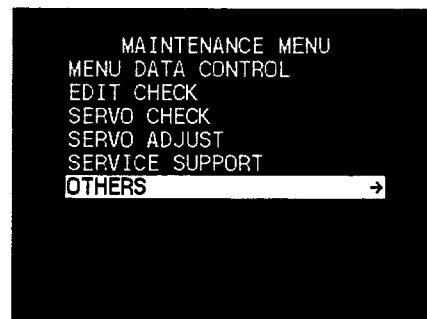 MAINTENANCE MENU
MENU DATA CONTROL
EDIT CHECK
SERVO CHECK
SERVO ADJUST
SERVICE SUPPORT
OTHERS →